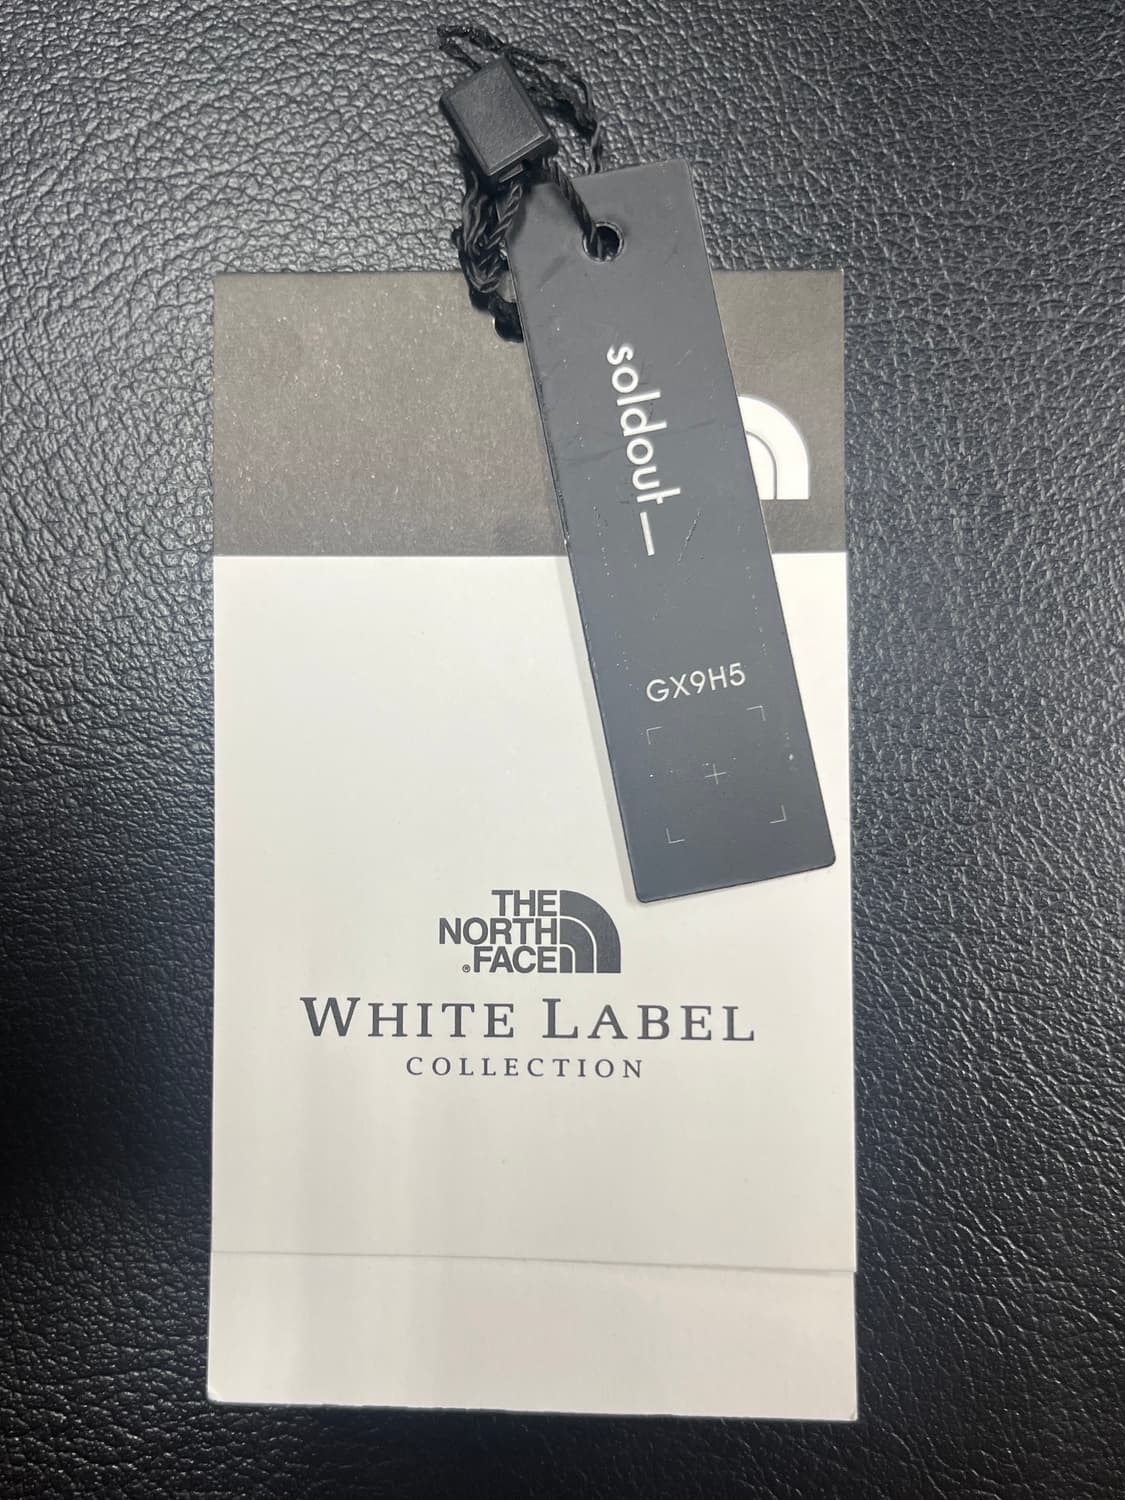 soldout—
GX9H5
THE
NORTH
®FACE
WHITE LABEL
COLLECTION